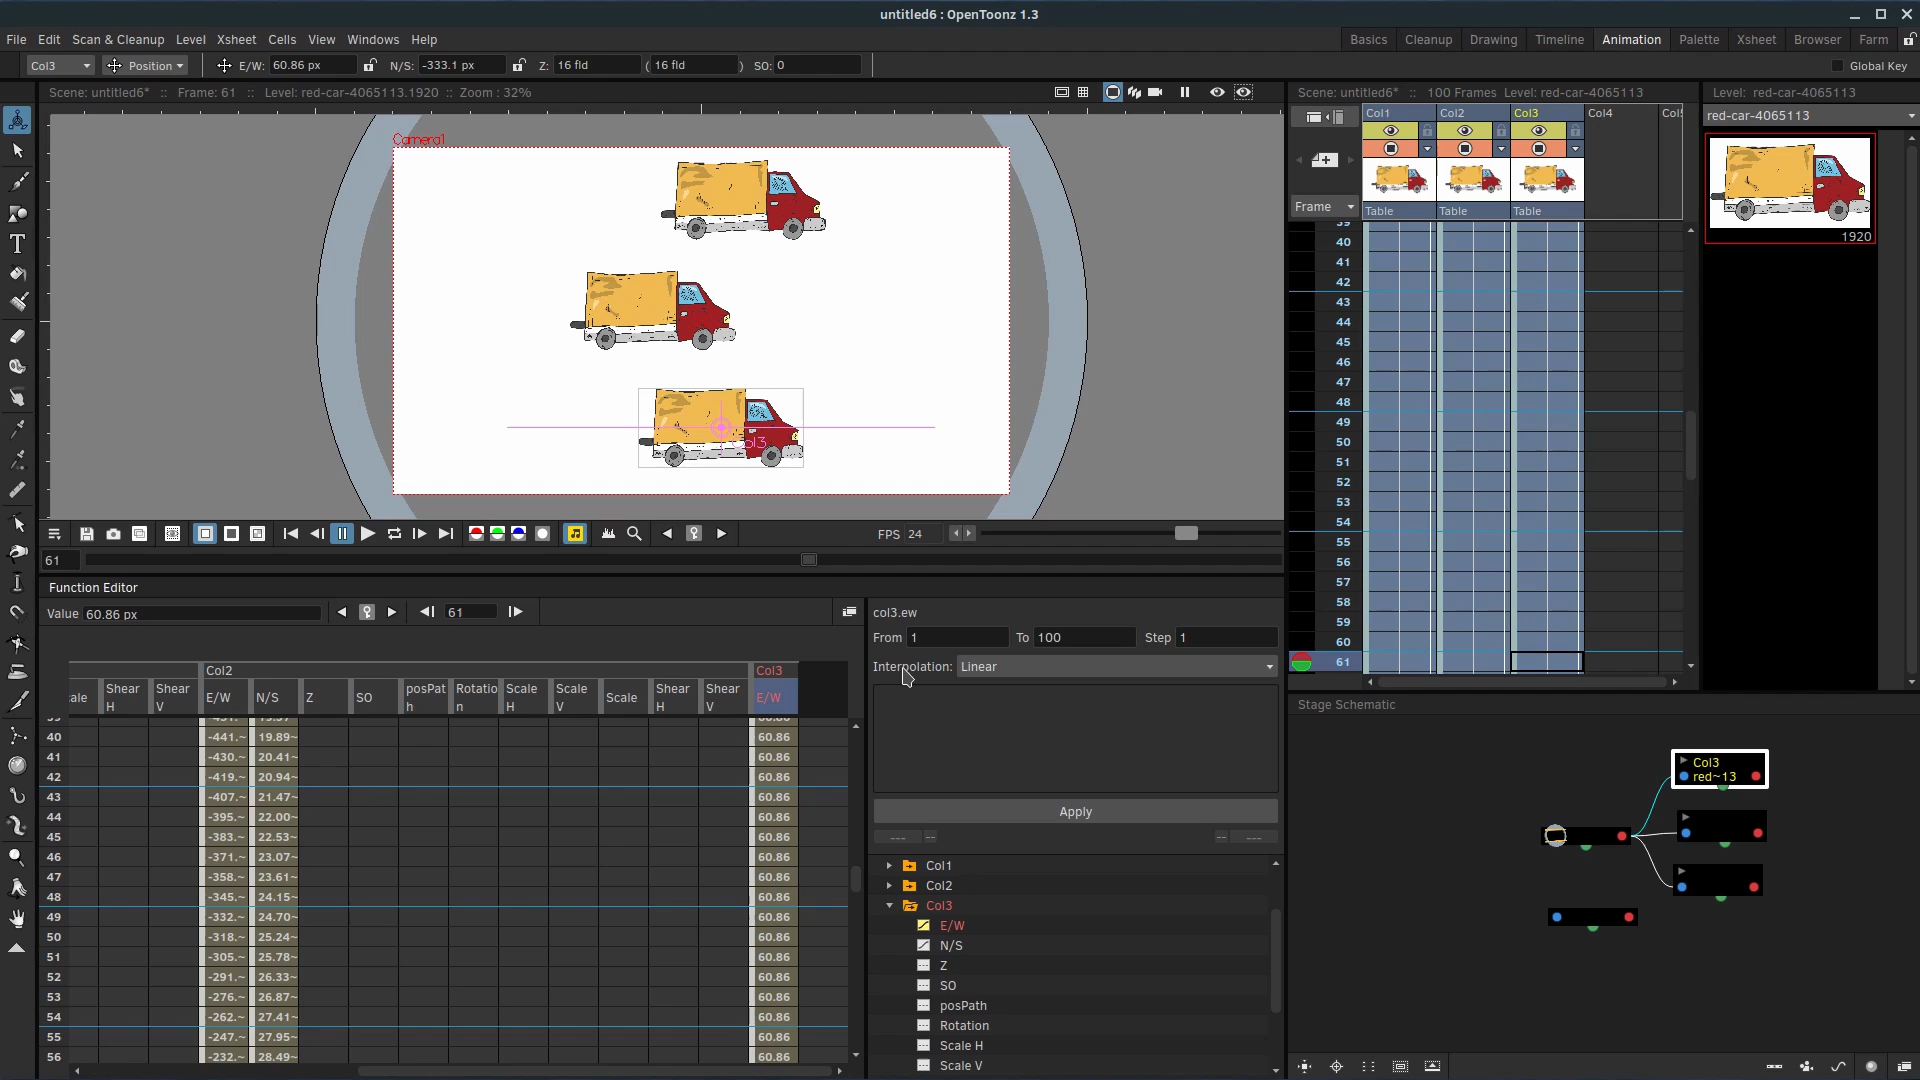 untitled6 : OpenToonz 1.3
File Edit Scan & Cleanup Level Xsheet Cells View Windows Help
Basics Cleanup Drawing Timeline Animation Palette Xsheet Browser Farm
Col3 Position E/W: 60.86 px N/S: -333.1 px Z: 16 fld ( 16 fld ) SO: 0
Global Key
Scene: untitled6* :: Frame: 61 :: Level: red-car-4065113.1920 :: Zoom : 32%
Scene: untitled6* :: 100 Frames Level: red-car-4065113
Level: red-car-4065113
Camera1
Col3
Col1 Col2 Col3 Col4
red-car-4065113
1920
Frame
Table Table Table
40
41
42
43
44
45
46
47
48
49
50
51
52
53
54
55
56
57
58
59
60
61
FPS 24
61
Function Editor
Value 60.86 px
61
col3.ew
From 1 To 100 Step 1
Interpolation: Linear
Apply
--- -- -- ---
Col2 Col3
ale Shear H Shear V E/W N/S Z SO posPath Rotation Scale H Scale V Scale Shear H Shear V E/W
40 -441.~ 19.89~ 60.86
41 -430.~ 20.41~ 60.86
42 -419.~ 20.94~ 60.86
43 -407.~ 21.47~ 60.86
44 -395.~ 22.00~ 60.86
45 -383.~ 22.53~ 60.86
46 -371.~ 23.07~ 60.86
47 -358.~ 23.61~ 60.86
48 -345.~ 24.15~ 60.86
49 -332.~ 24.70~ 60.86
50 -318.~ 25.24~ 60.86
51 -305.~ 25.78~ 60.86
52 -291.~ 26.33~ 60.86
53 -276.~ 26.87~ 60.86
54 -262.~ 27.41~ 60.86
55 -247.~ 27.95~ 60.86
56 -232.~ 28.49~ 60.86
Col1
Col2
Col3
E/W
N/S
Z
SO
posPath
Rotation
Scale H
Scale V
Stage Schematic
Col3
red~13